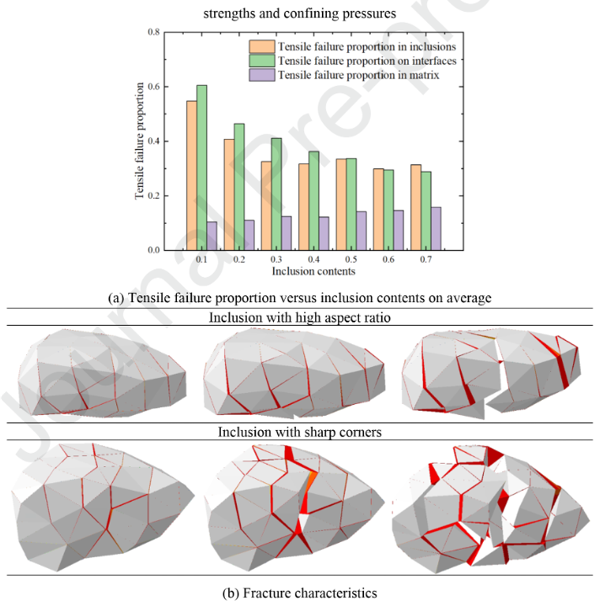 strengths and confining pressures
0.8
Tensile failure proportion in inclusions
Tensile failure proportion on interfaces
Tensile failure proportion in matrix
0.6
0.4
0.2
0.0
Tensile failure proportion
0.1 0.2 0.3 0.4 0.5 0.6 0.7
Inclusion contents
(a) Tensile failure proportion versus inclusion contents on average
Inclusion with high aspect ratio
Inclusion with sharp corners
(b) Fracture characteristics
Journal Pre-pr